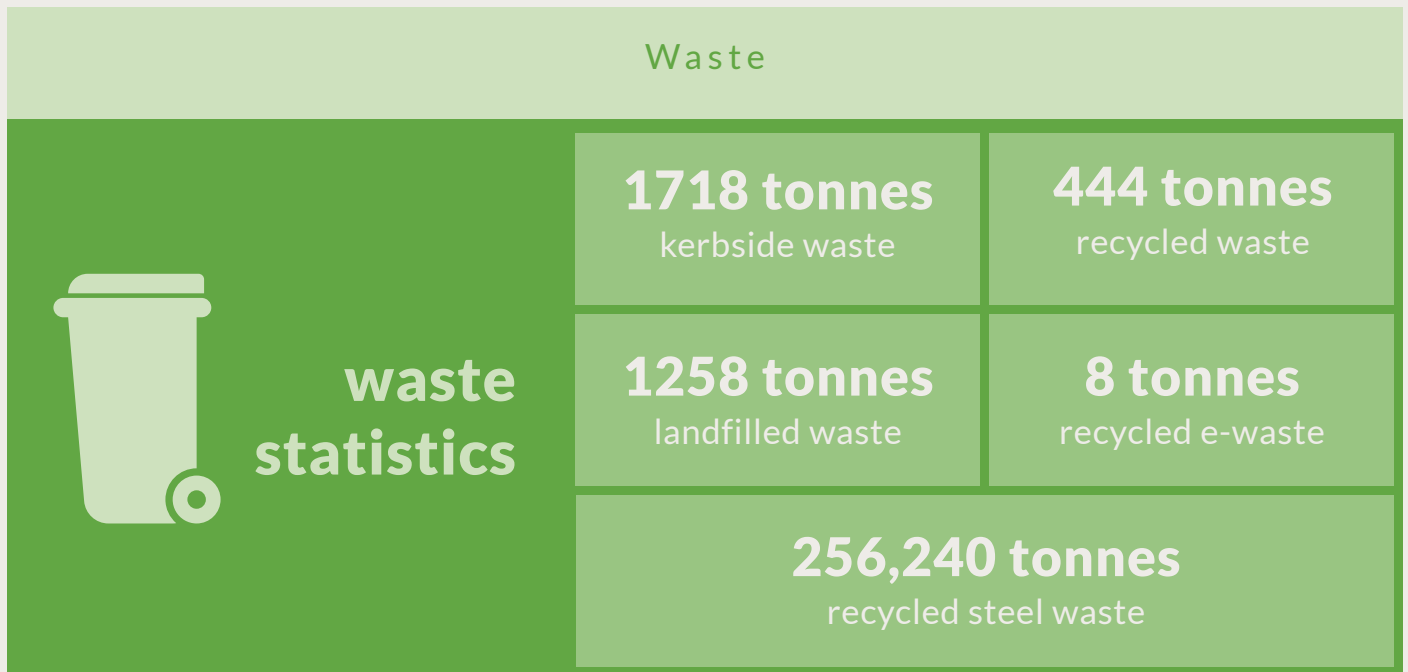 Waste
waste
statistics
1718 tonnes
kerbside waste
444 tonnes
recycled waste
1258 tonnes
landfilled waste
8 tonnes
recycled e-waste
256,240 tonnes
recycled steel waste